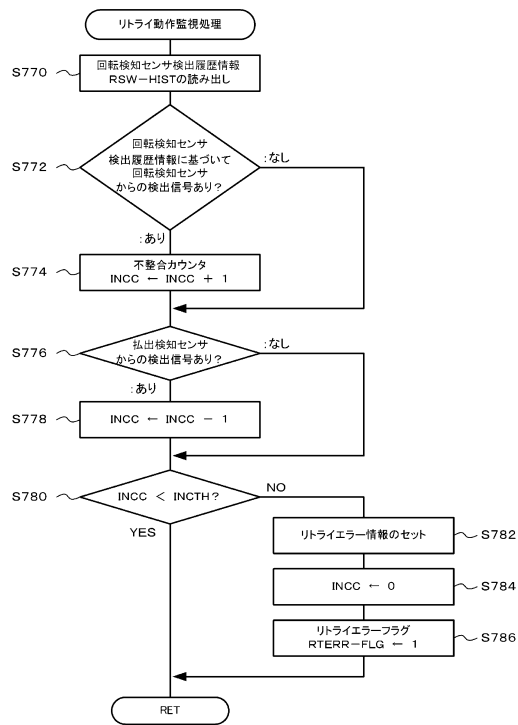 リトライ動作監視処理
S770
回転検知センサ検出履歴情報
RSW-HISTの読み出し
S772
回転検知センサ
検出履歴情報に基づいて
回転検知センサ
からの検出信号あり?
:なし
:あり
S774
不整合カウンタ
INCC ← INCC + 1
S776
払出検知センサ
からの検出信号あり?
:なし
:あり
S778
INCC ← INCC - 1
S780
INCC < INCTH?
NO
YES
リトライエラー情報のセット
S782
INCC ← 0
S784
リトライエラーフラグ
RTERR-FLG ← 1
S786
RET